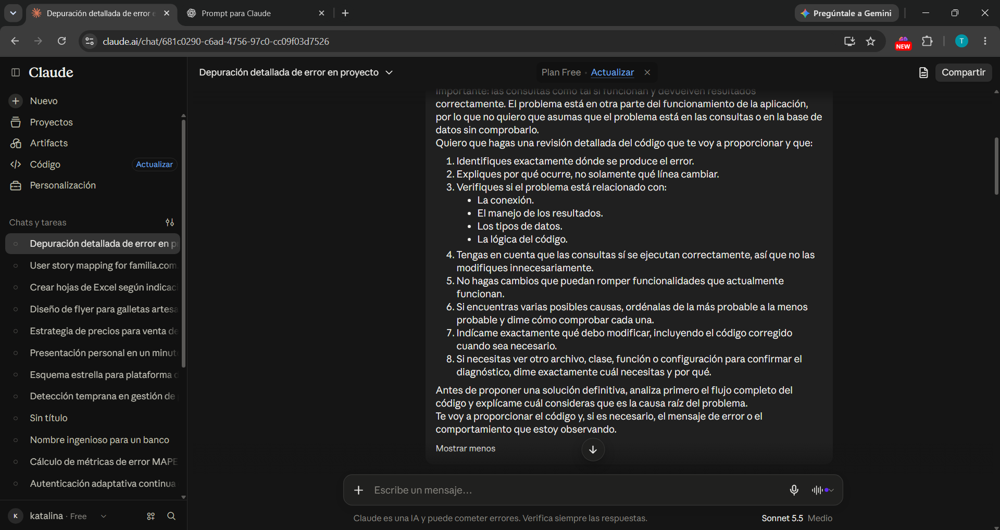 Depuración detallada de error e
Prompt para Claude
Pregúntale a Gemini
claude.ai/chat/681c0290-c6ad-4756-97c0-cc09f03d7526
NEW
T
Claude
Depuración detallada de error en proyecto
Plan Free · Actualizar
Compartir
Nuevo
Proyectos
Artifacts
Código
Actualizar
Personalización
Chats y tareas
Depuración detallada de error en p
User story mapping for familia.com
Crear hojas de Excel según indicaci
Diseño de flyer para galletas artesa
Estrategia de precios para venta de
Presentación personal en un minut
Esquema estrella para plataforma d
Detección temprana en gestión de
Sin título
Nombre ingenioso para un banco
Cálculo de métricas de error MAPE
Autenticación adaptativa continua
K
katalina · Free
Importante: las consultas como tal sí funcionan y devuelven resultados
correctamente. El problema está en otra parte del funcionamiento de la aplicación,
por lo que no quiero que asumas que el problema está en las consultas o en la base de
datos sin comprobarlo.
Quiero que hagas una revisión detallada del código que te voy a proporcionar y que:
1. Identifiques exactamente dónde se produce el error.
2. Expliques por qué ocurre, no solamente qué línea cambiar.
3. Verifiques si el problema está relacionado con:
• La conexión.
• El manejo de los resultados.
• Los tipos de datos.
• La lógica del código.
4. Tengas en cuenta que las consultas sí se ejecutan correctamente, así que no las
modifiques innecesariamente.
5. No hagas cambios que puedan romper funcionalidades que actualmente
funcionan.
6. Si encuentras varias posibles causas, ordénalas de la más probable a la menos
probable y dime cómo comprobar cada una.
7. Indícame exactamente qué debo modificar, incluyendo el código corregido
cuando sea necesario.
8. Si necesitas ver otro archivo, clase, función o configuración para confirmar el
diagnóstico, dime exactamente cuál necesitas y por qué.
Antes de proponer una solución definitiva, analiza primero el flujo completo del
código y explícame cuál consideras que es la causa raíz del problema.
Te voy a proporcionar el código y, si es necesario, el mensaje de error o el
comportamiento que estoy observando.
Mostrar menos
Escribe un mensaje...
Claude es una IA y puede cometer errores. Verifica siempre las respuestas.
Sonnet 5.5 Medio